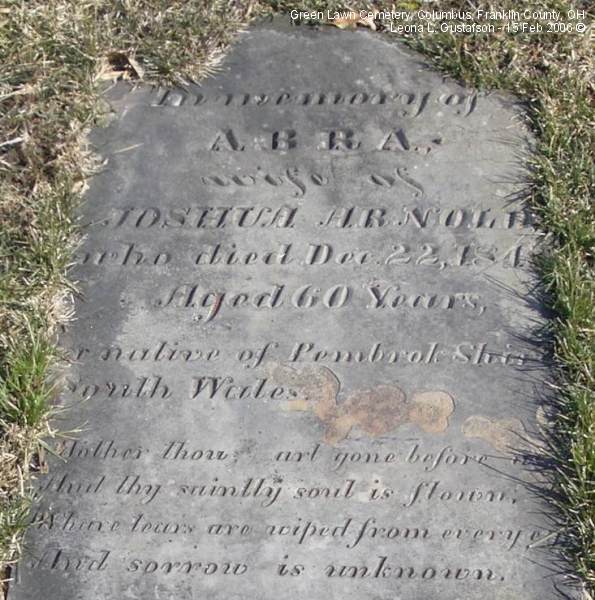 Green Lawn Cemetery, Columbus, Franklin County, OH
Leona L. Gustafson - 15 Feb 2006 ©
In memory of
ABRA,
wife of
JOSHUA ARNOLD,
who died Dec. 22, 184
Aged 60 Years,
a native of Pembrok Shire
South Wales.
Mother thou art gone before
And thy saintly soul is flown,
Whare tears are wiped from every
And sorrow is unknown.